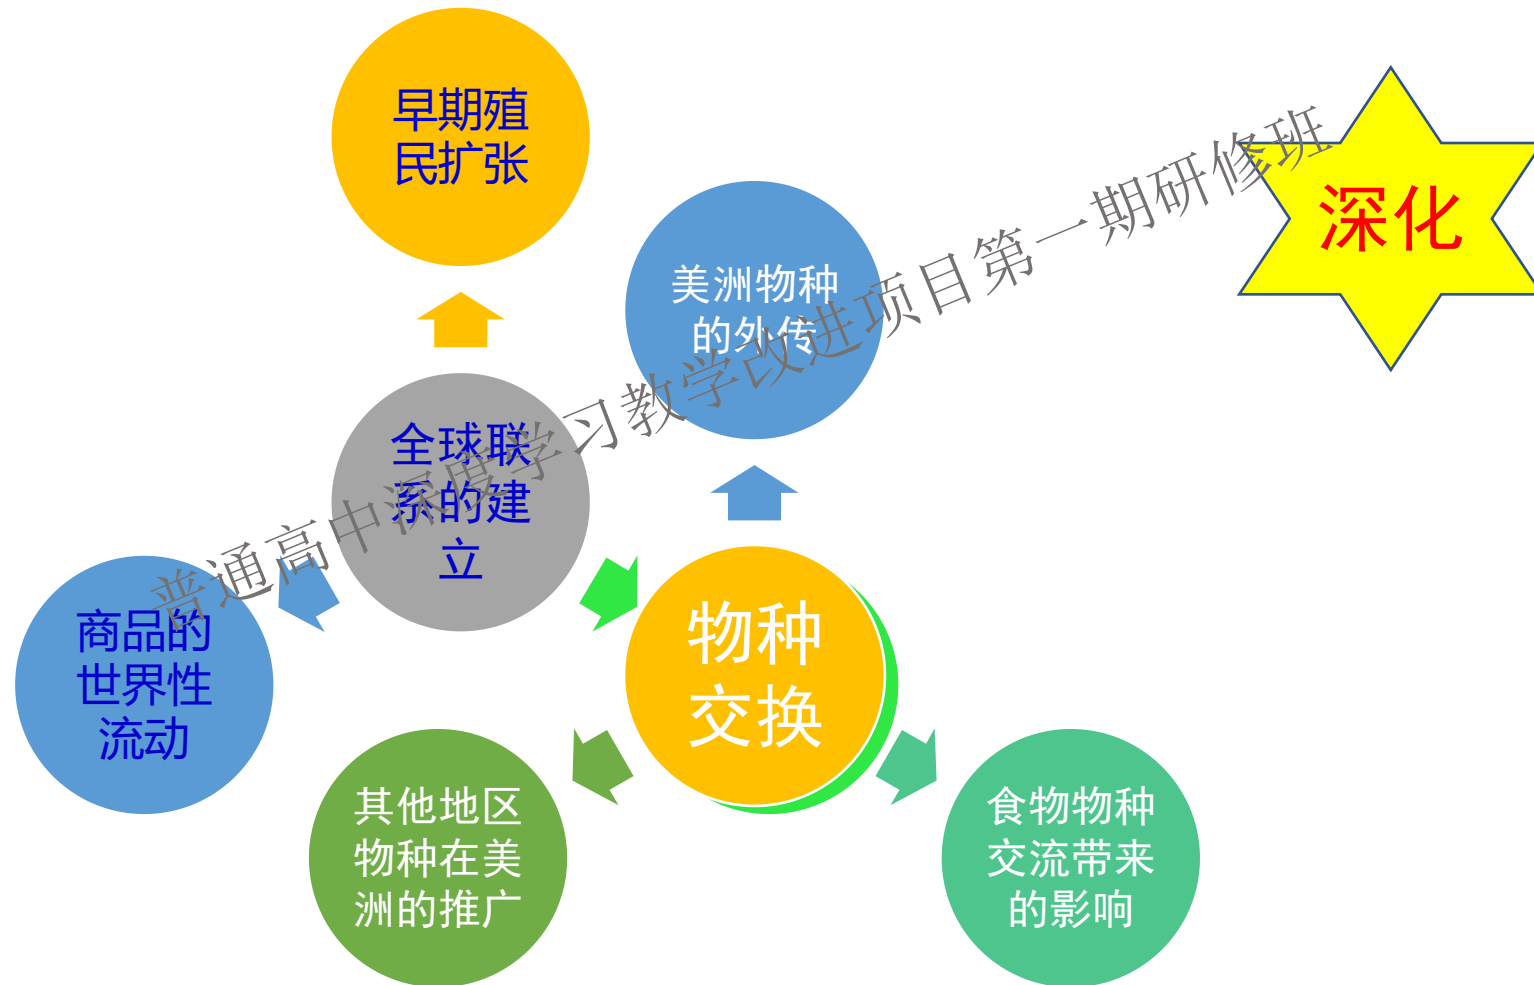 早期殖
民扩张
深化
美洲物种
的外传
普通高中深度学习教学改进项目第一期研修班
全球联
系的建
立
商品的
世界性
流动
物种
交换
其他地区
物种在美
洲的推广
食物物种
交流带来
的影响